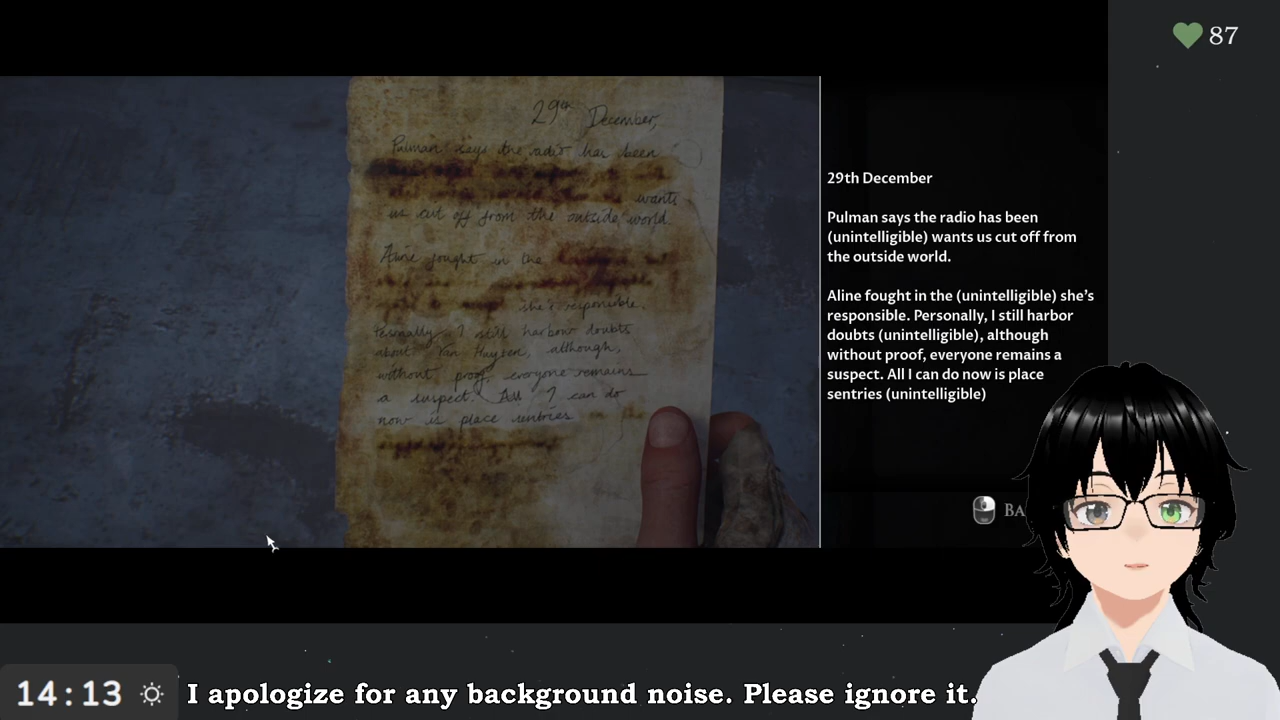 87
29th December,
Pulman says the radio has been
wants
us cut off from the outside world.
Aline fought in the
she's responsible.
Personally I still harbour doubts
about Van Huyten, although,
without proof, everyone remains
a suspect. All I can do
now is place sentries
29th December
Pulman says the radio has been
(unintelligible) wants us cut off from
the outside world.
Aline fought in the (unintelligible) she's
responsible. Personally, I still harbor
doubts (unintelligible), although
without proof, everyone remains a
suspect. All I can do now is place
sentries (unintelligible)
BA
14:13
I apologize for any background noise. Please ignore it.